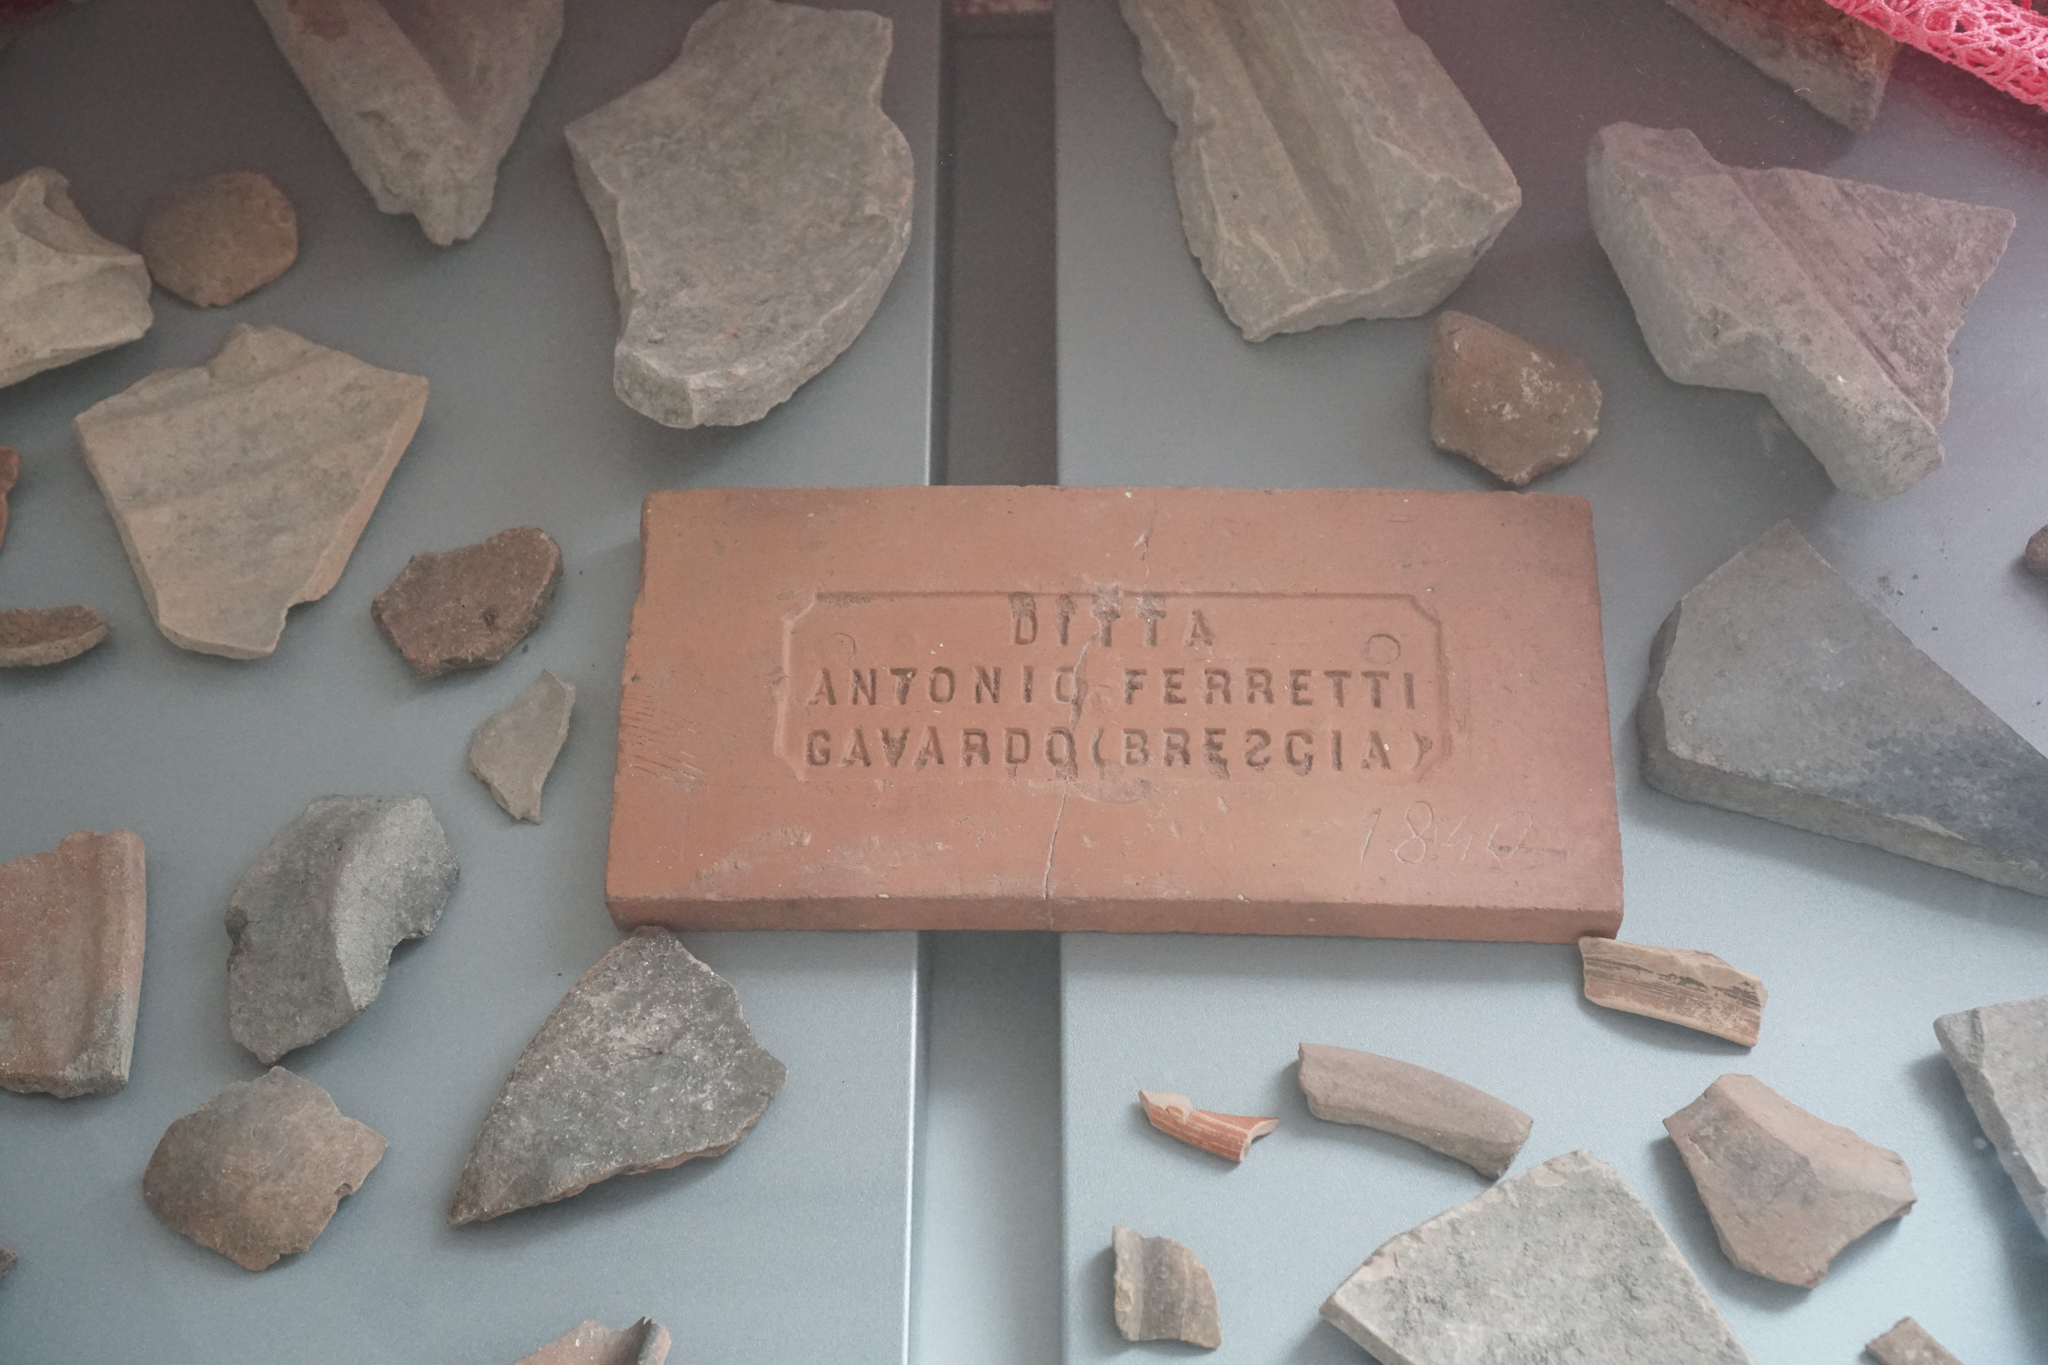 DITTA
ANTONIO FERRETTI
GAVARDO (BRESCIA)